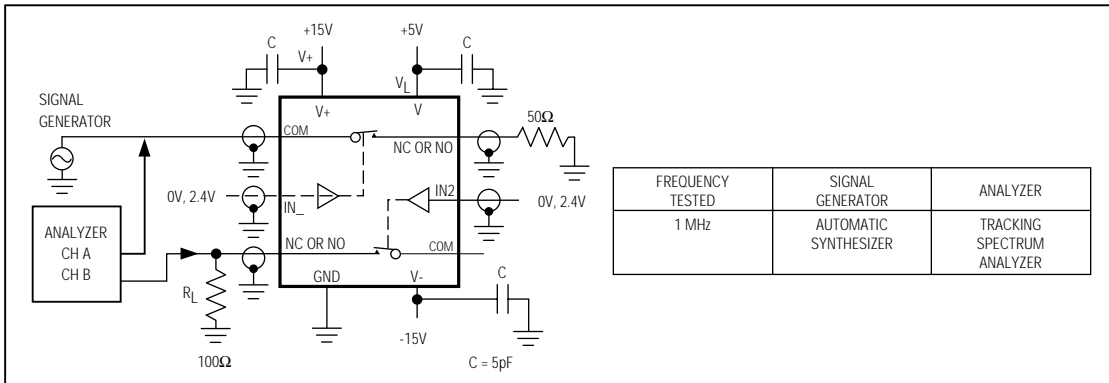 +15V
+5V
C
V+
C
VL
SIGNAL
GENERATOR
V+
V
50Ω
COM
NC OR NO
0V, 2.4V
IN_
IN2
0V, 2.4V
ANALYZER
CH A
CH B
NC OR NO
COM
RL
GND
V-
C
100Ω
-15V
C = 5pF
FREQUENCY
TESTED
SIGNAL
GENERATOR
ANALYZER
1 MHz
AUTOMATIC
SYNTHESIZER
TRACKING
SPECTRUM
ANALYZER